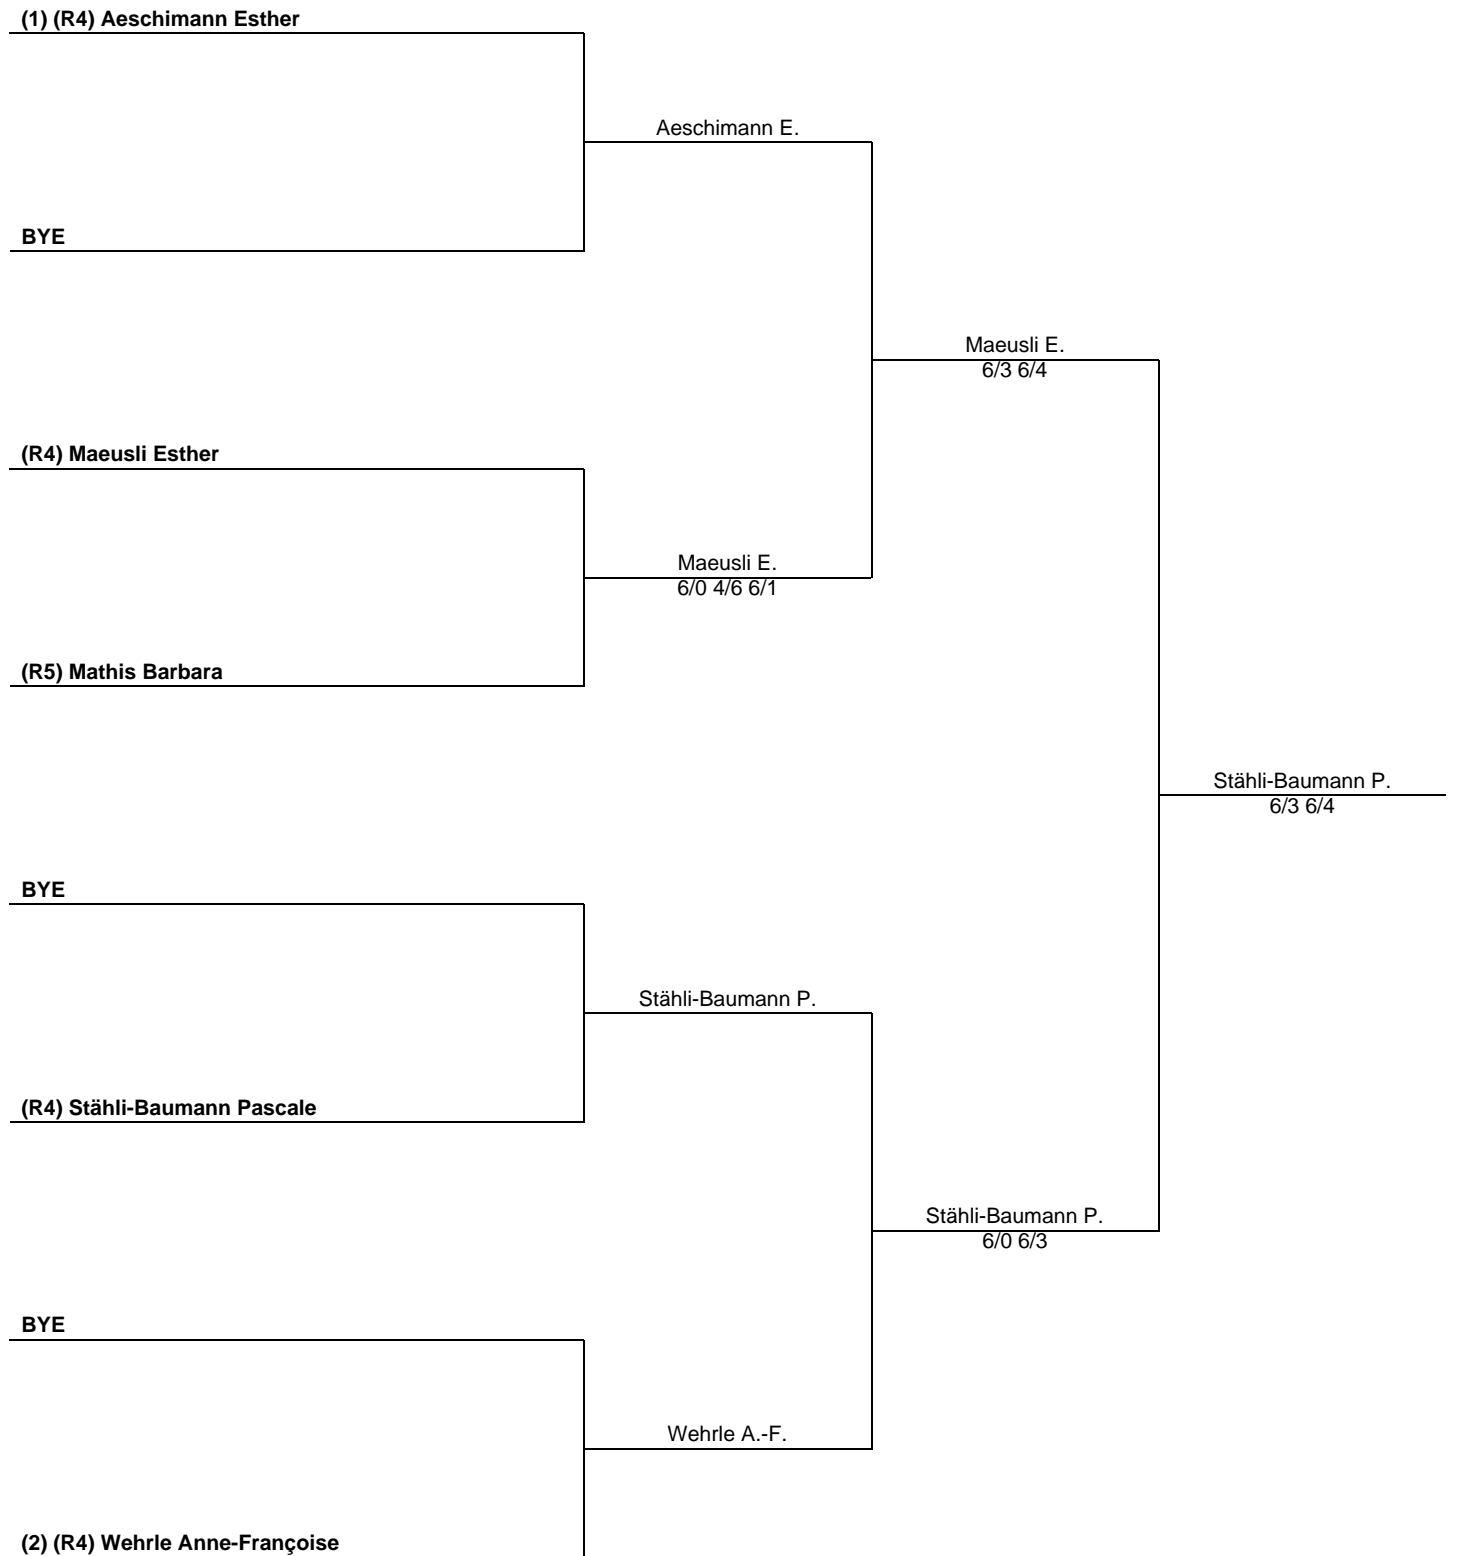 (1) (R4) Aeschimann Esther
Aeschimann E.
BYE
Maeusli E.
6/3 6/4
(R4) Maeusli Esther
Maeusli E.
6/0 4/6 6/1
(R5) Mathis Barbara
Stähli-Baumann P.
6/3 6/4
BYE
Stähli-Baumann P.
(R4) Stähli-Baumann Pascale
Stähli-Baumann P.
6/0 6/3
BYE
Wehrle A.-F.
(2) (R4) Wehrle Anne-Françoise